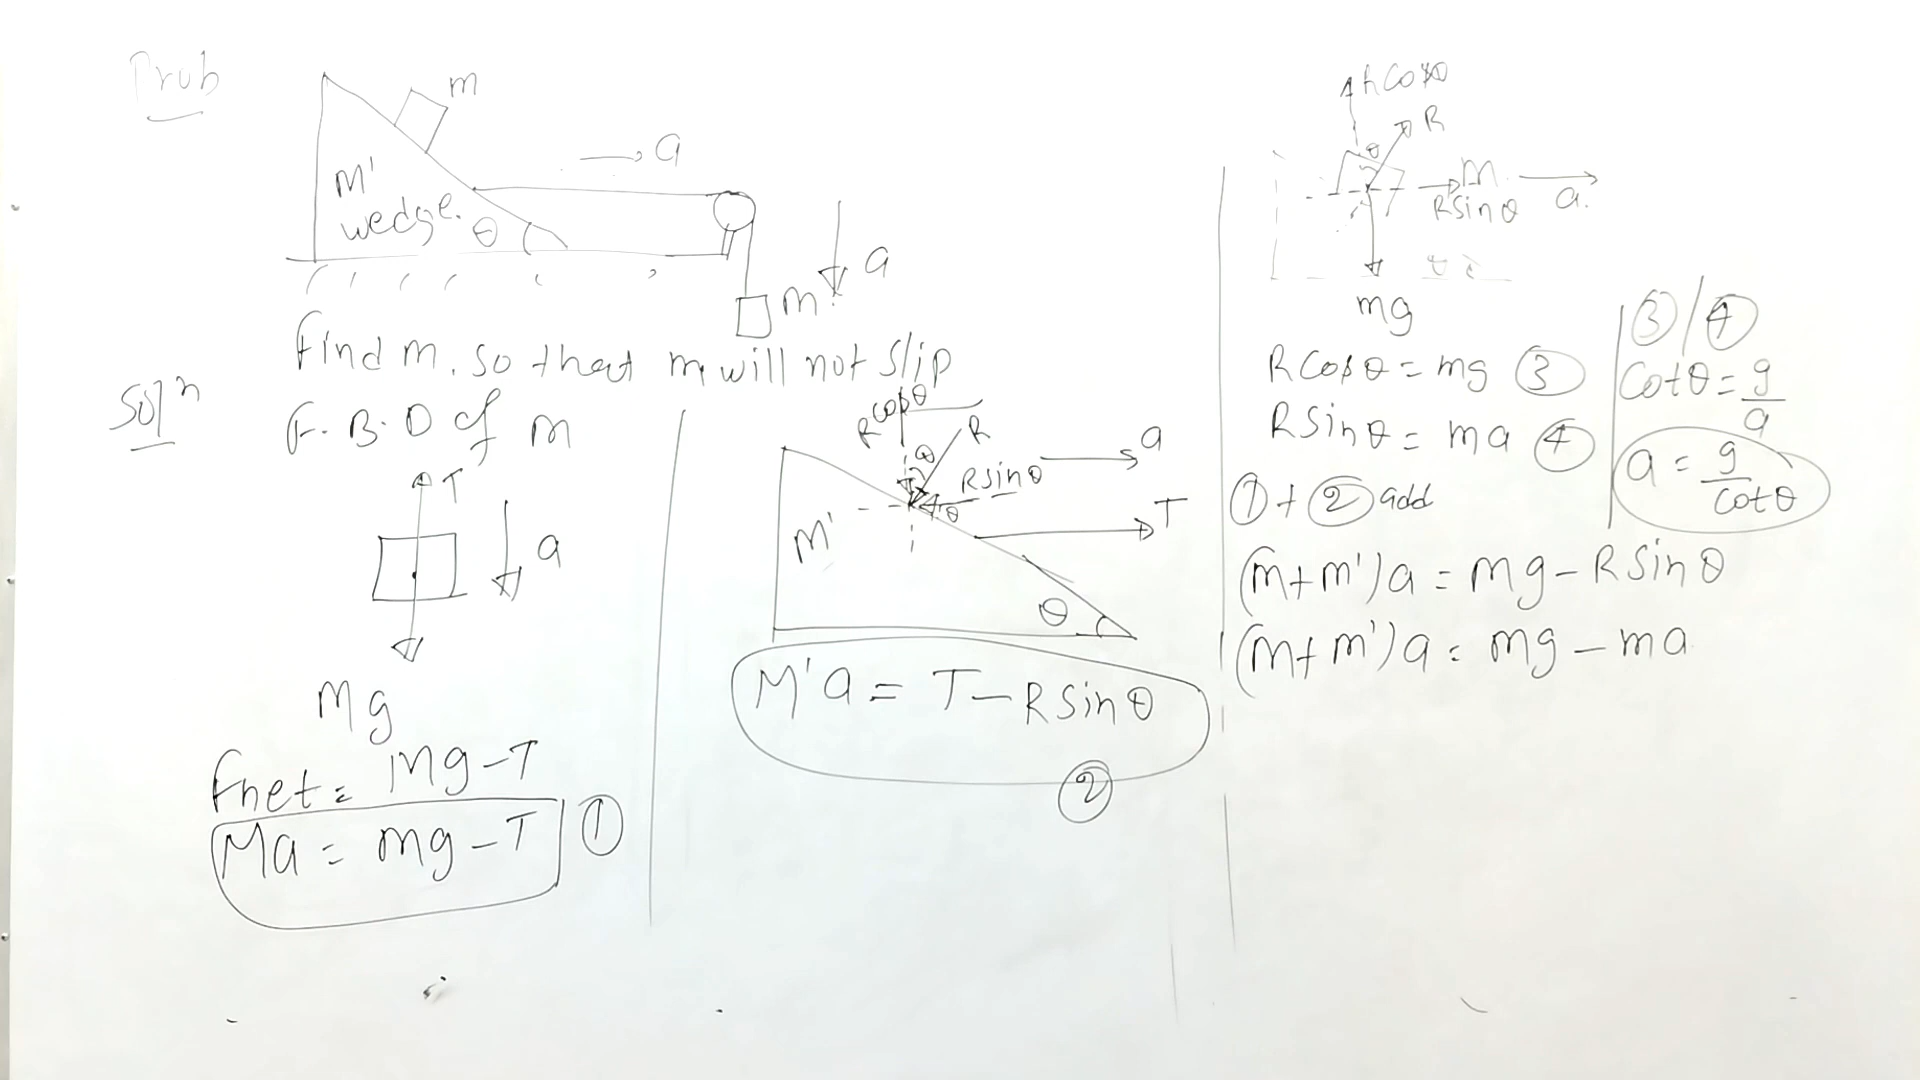 Prob
m
M'
wedge.
θ
a
a
m
Find m, so that m will not slip
Solⁿ
F.B.D of m
T
a
Mg
Fnet = Mg-T
Ma = mg-T ①
Rcosθ
R
θ
Rsinθ
θ
a
T
M'
θ
M'a = T-Rsinθ
②
R
θ
m
Rsinθ
a
mg
Rcosθ = mg ③
Rsinθ = ma ④
③/④
Cotθ = g/a
a = g/cotθ
①+② add
(m+m')a = mg-Rsinθ
(m+m')a = mg-ma